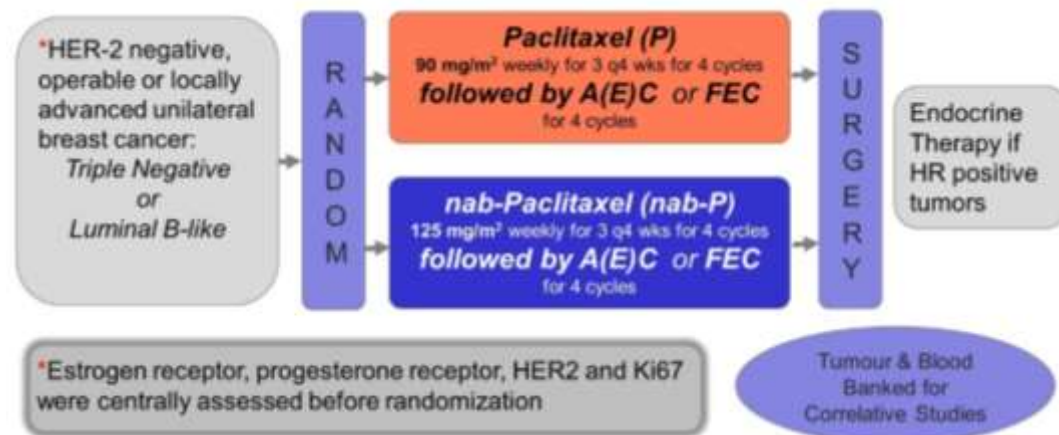 *HER-2 negative,
operable or locally
advanced unilateral
breast cancer:
Triple Negative
or
Luminal B-like
RANDOM
Paclitaxel (P)
90 mg/m² weekly for 3 q4 wks for 4 cycles
followed by A(E)C or FEC
for 4 cycles
nab-Paclitaxel (nab-P)
125 mg/m² weekly for 3 q4 wks for 4 cycles
followed by A(E)C or FEC
for 4 cycles
SURGERY
Endocrine
Therapy if
HR positive
tumors
*Estrogen receptor, progesterone receptor, HER2 and Ki67
were centrally assessed before randomization
Tumour & Blood
Banked for
Correlative Studies